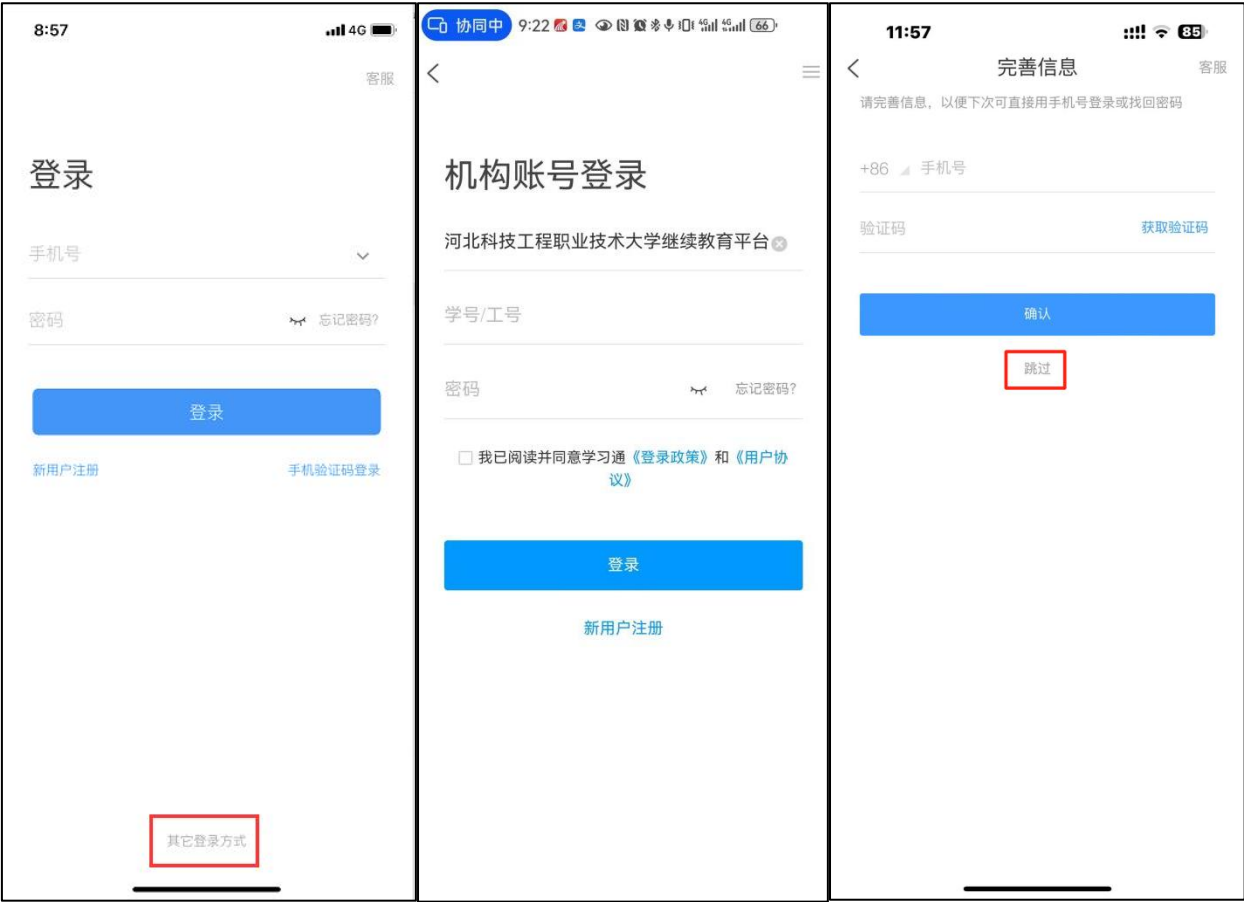 8:57
4G
客服
登录
手机号
密码
忘记密码?
登录
新用户注册
手机验证码登录
其它登录方式
协同中
9:22
4G
4G
66
机构账号登录
河北科技工程职业技术大学继续教育平台
学号/工号
密码
忘记密码?
我已阅读并同意学习通《登录政策》和《用户协
议》
登录
新用户注册
11:57
85
完善信息
客服
请完善信息，以便下次可直接用手机号登录或找回密码
+86
手机号
验证码
获取验证码
确认
跳过